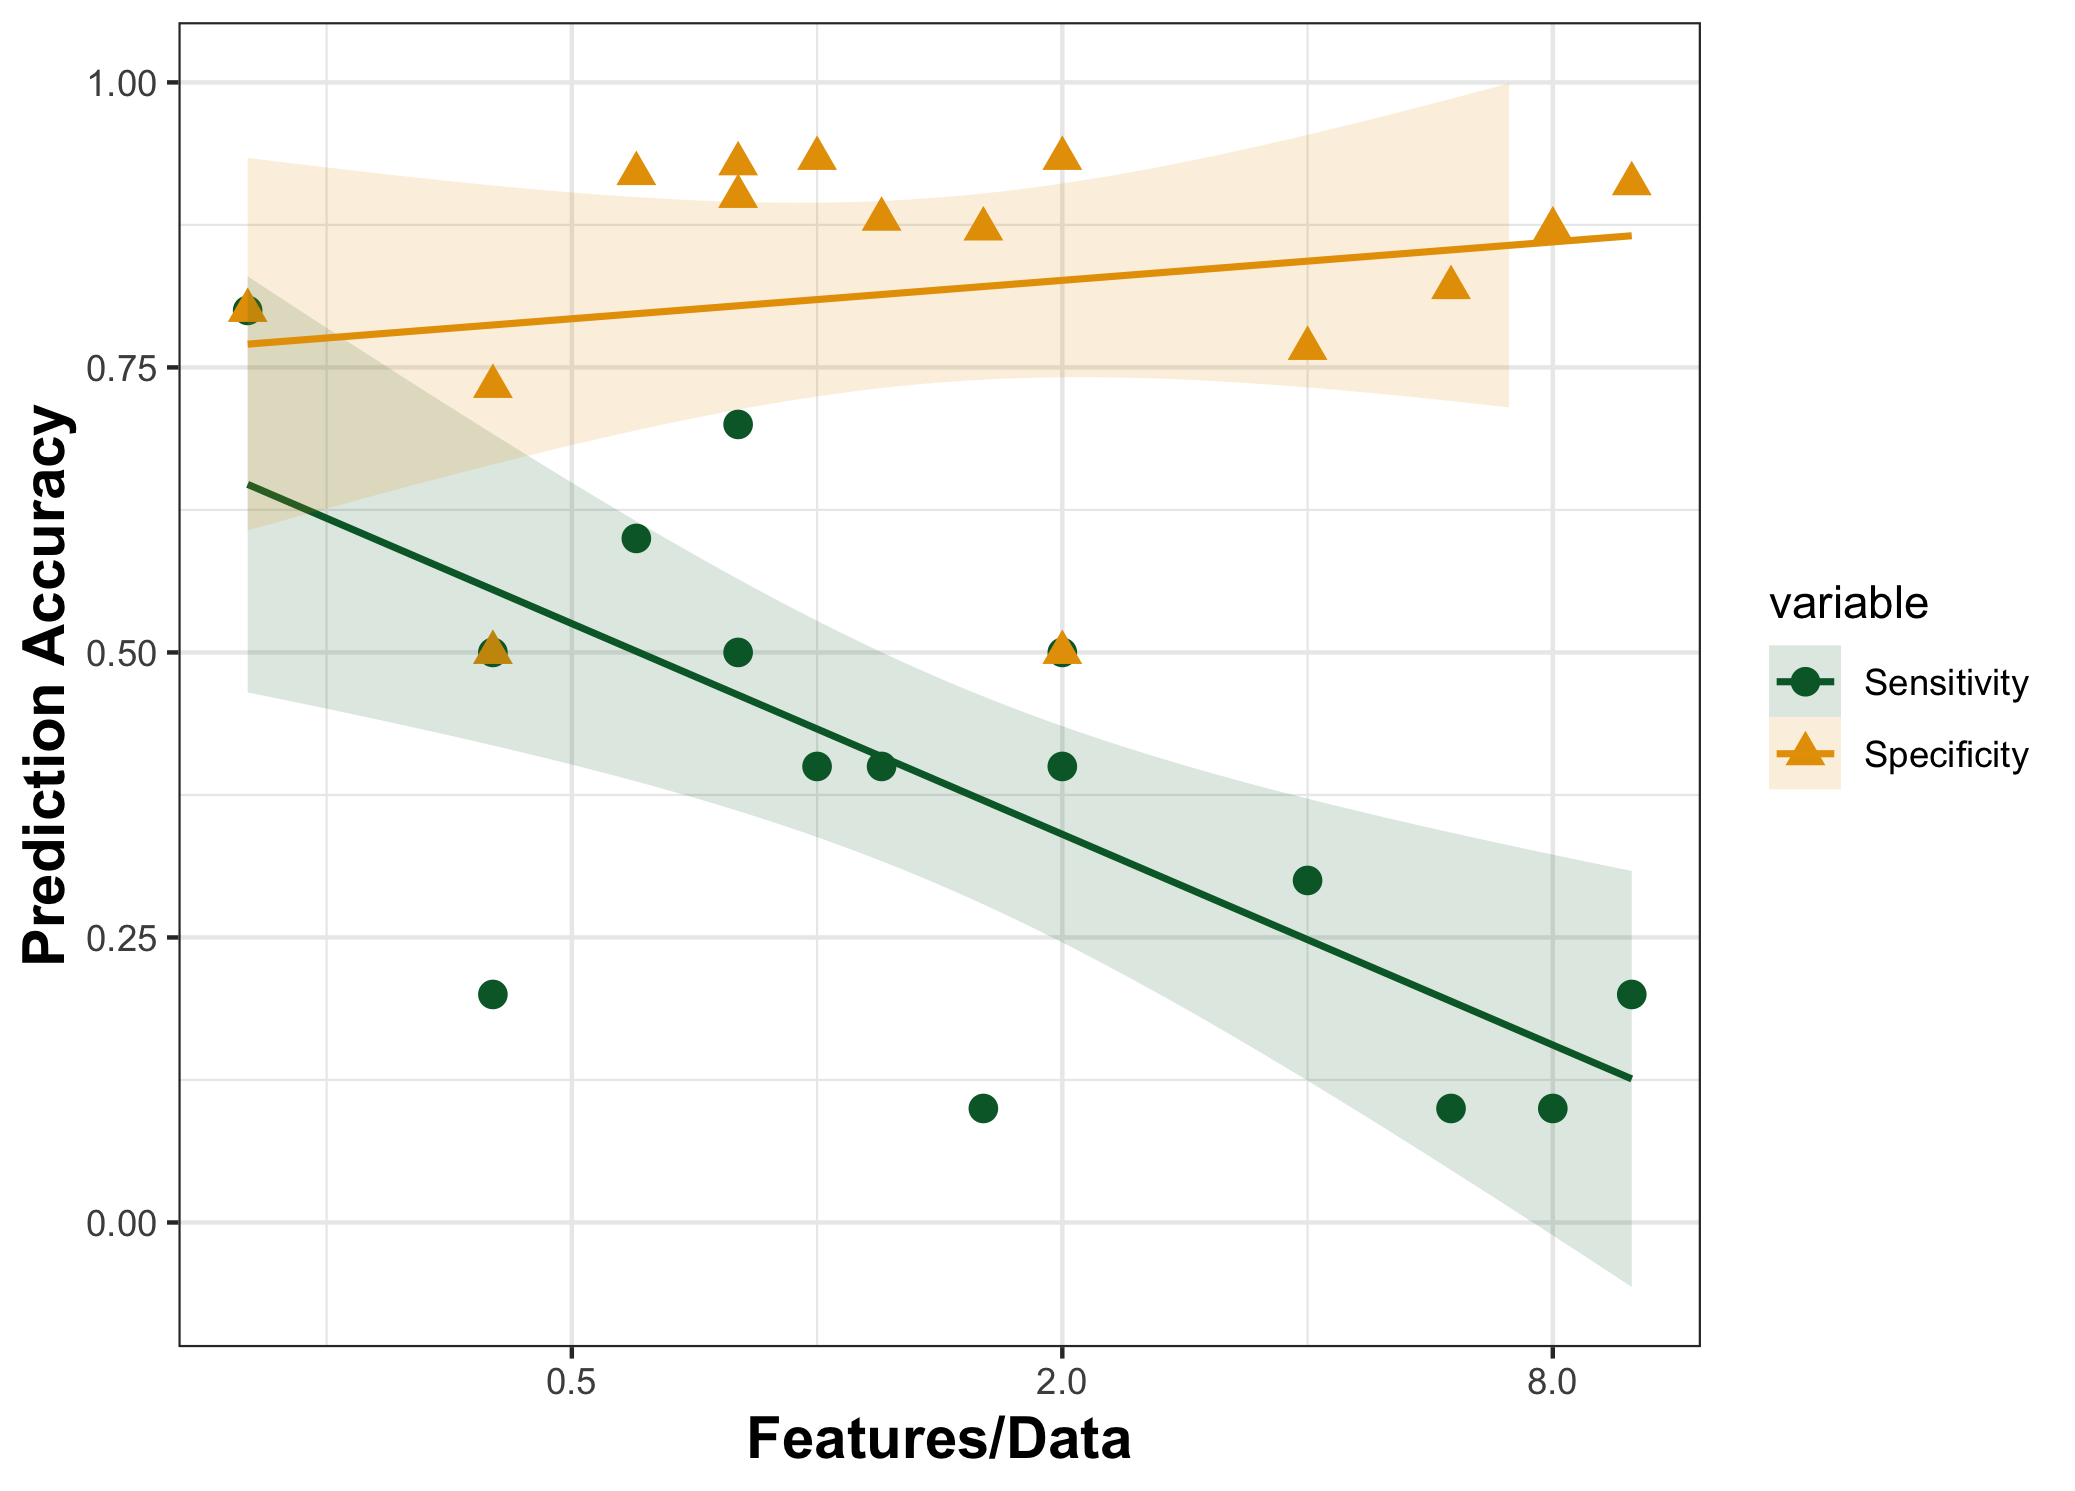 Prediction Accuracy
1.00
0.75
0.50
0.25
0.00
0.5 2.0 8.0
Features/Data
variable
Sensitivity
Specificity